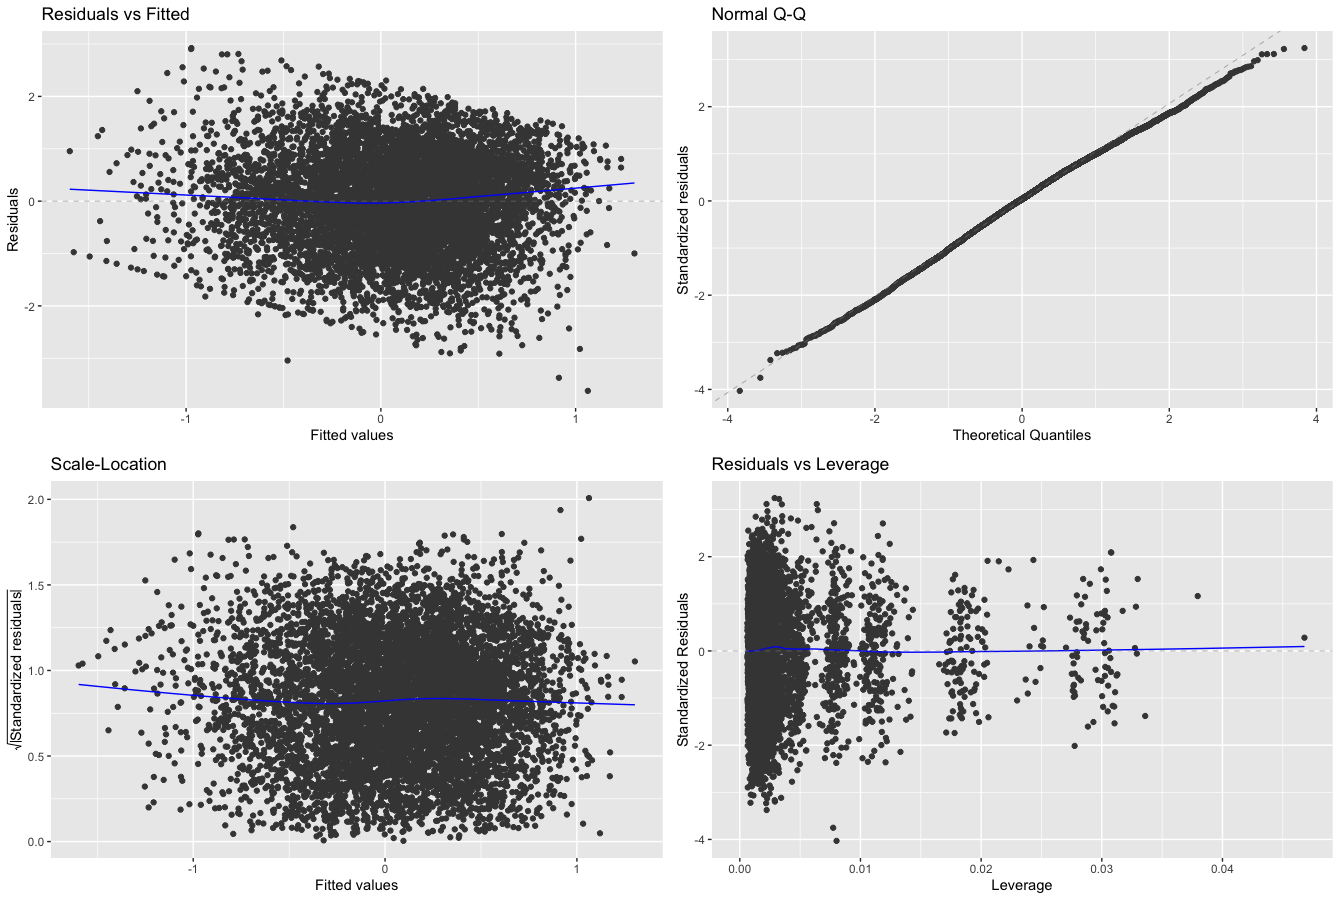 Residuals vs Fitted
Residuals
2
0
-2
-1
0
1
Fitted values
Normal Q-Q
Standardized residuals
2
0
-2
-4
-4
-2
0
2
4
Theoretical Quantiles
Scale-Location
√|Standardized residuals|
2.0
1.5
1.0
0.5
0.0
-1
0
1
Fitted values
Residuals vs Leverage
Standardized Residuals
2
0
-2
-4
0.00
0.01
0.02
0.03
0.04
Leverage